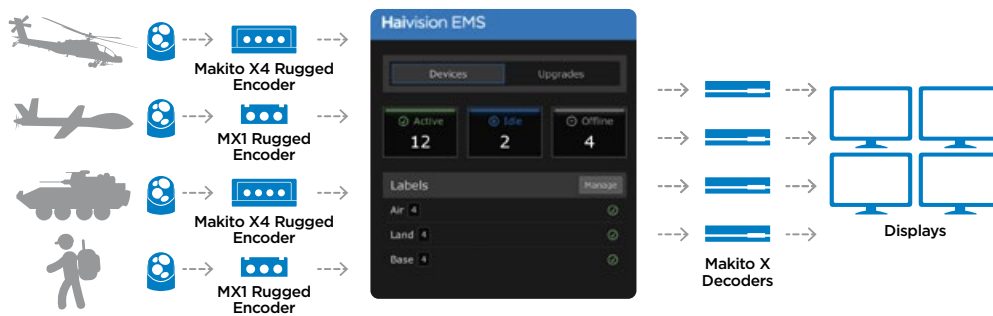 Haivision EMS
Devices Upgrades
Active Idle Offline
12 2 4
Labels Manage
Air 4
Land 4
Base 4
Makito X4 Rugged
Encoder
MX1 Rugged
Encoder
Makito X4 Rugged
Encoder
MX1 Rugged
Encoder
Makito X
Decoders
Displays